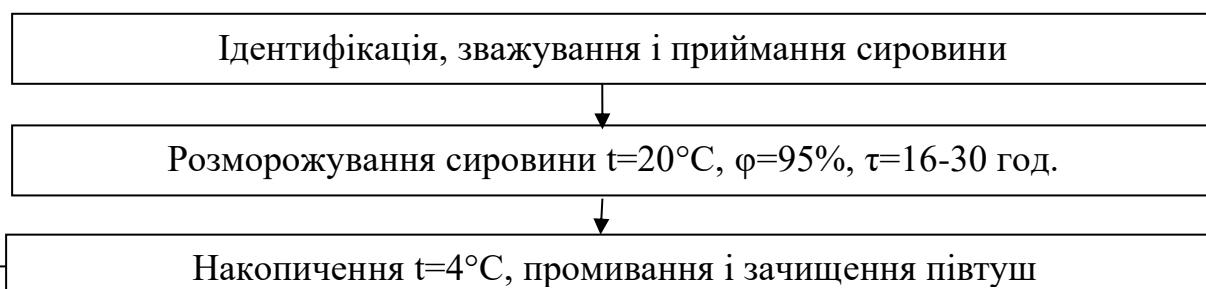 Ідентифікація, зважування і приймання сировини
Розморожування сировини t=20°C, φ=95%, τ=16-30 год.
Накопичення t=4°C, промивання і зачищення півтуш